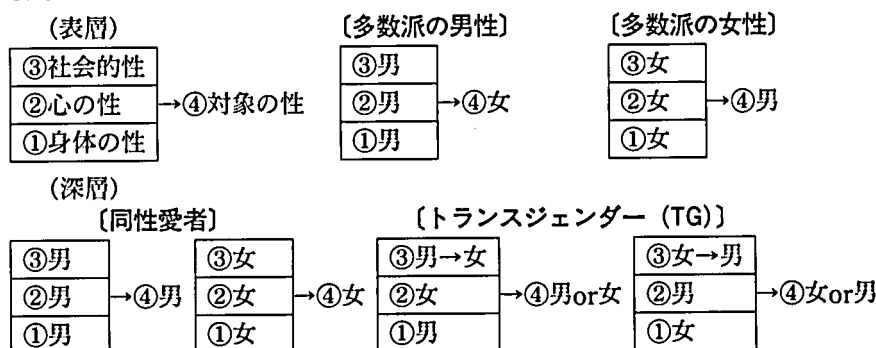 （表層）
〔多数派の男性〕
〔多数派の女性〕
③社会的性
②心の性
①身体の性
→④対象の性
③男
②男
①男
→④女
③女
②女
①女
→④男
（深層）
〔同性愛者〕
〔トランスジェンダー（TG）〕
③男
②男
①男
→④男
③女
②女
①女
→④女
③男→女
②女
①男
→④男or女
③女→男
②男
①女
→④女or男